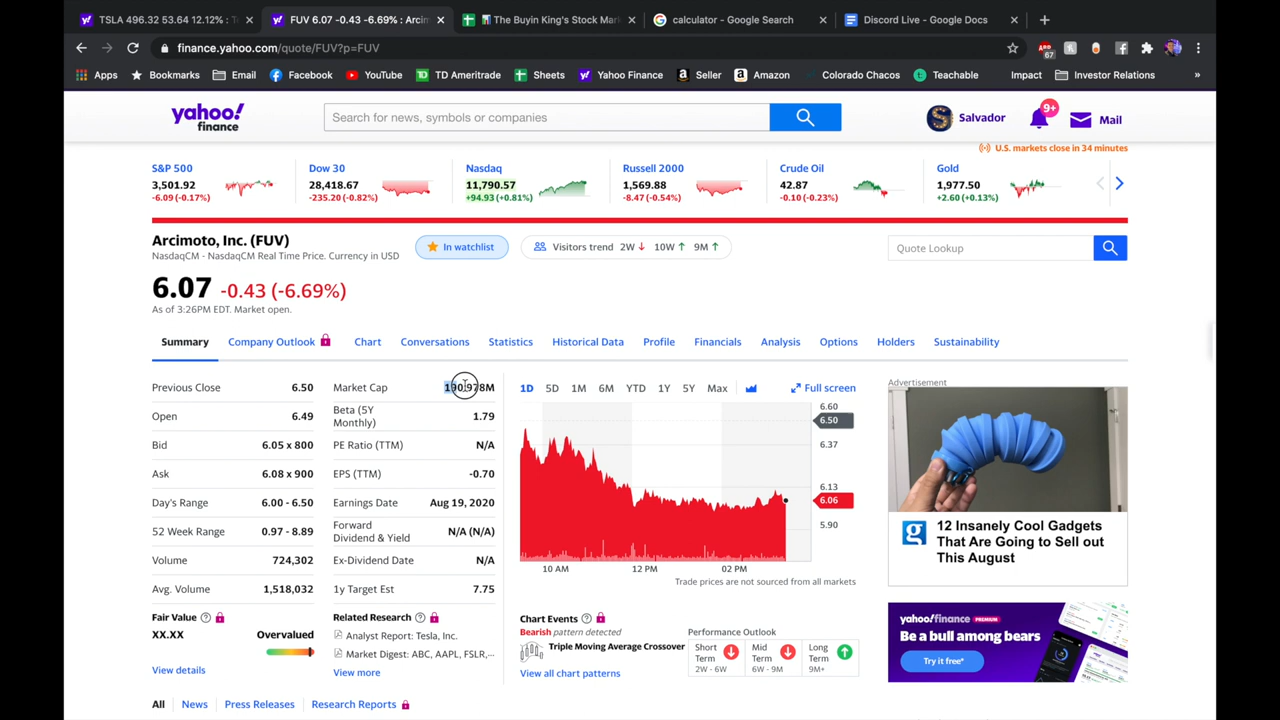 TSLA 496.32 53.64 12.12% : T
FUV 6.07 -0.43 -6.69% : Arcim
The Buyin King's Stock Mar
calculator - Google Search
Discord Live - Google Docs
finance.yahoo.com/quote/FUV?p=FUV
67
Apps
Bookmarks
Email
Facebook
YouTube
TD Ameritrade
Sheets
Yahoo Finance
Seller
Amazon
Colorado Chacos
Teachable
Impact
Investor Relations
»
yahoo!
finance
Search for news, symbols or companies
Salvador
9+
Mail
U.S. markets close in 34 minutes
S&P 500
3,501.92
-6.09 (-0.17%)
Dow 30
28,418.67
-235.20 (-0.82%)
Nasdaq
11,790.57
+94.93 (+0.81%)
Russell 2000
1,569.88
-8.47 (-0.54%)
Crude Oil
42.87
-0.10 (-0.23%)
Gold
1,977.50
+2.60 (+0.13%)
Arcimoto, Inc. (FUV)
NasdaqCM - NasdaqCM Real Time Price. Currency in USD
In watchlist
Visitors trend 2W↓ 10W↑ 9M↑
Quote Lookup
6.07 -0.43 (-6.69%)
As of 3:26PM EDT. Market open.
Summary
Company Outlook
Chart
Conversations
Statistics
Historical Data
Profile
Financials
Analysis
Options
Holders
Sustainability
Previous Close 6.50
Open 6.49
Bid 6.05 x 800
Ask 6.08 x 900
Day's Range 6.00 - 6.50
52 Week Range 0.97 - 8.89
Volume 724,302
Avg. Volume 1,518,032
Market Cap
Beta (5Y
Monthly) 1.79
PE Ratio (TTM) N/A
EPS (TTM) -0.70
Earnings Date Aug 19, 2020
Forward
Dividend & Yield N/A (N/A)
Ex-Dividend Date N/A
1y Target Est 7.75
1D 5D 1M 6M YTD 1Y 5Y Max
Full screen
6.60
6.50
6.37
6.13
6.06
5.90
10 AM 12 PM 02 PM
Trade prices are not sourced from all markets
Advertisement
12 Insanely Cool Gadgets
That Are Going to Sell out
This August
Fair Value
XX.XX Overvalued
View details
Related Research
Analyst Report: Tesla, Inc.
Market Digest: ABC, AAPL, FSLR,...
View more
Chart Events
Bearish pattern detected
Triple Moving Average Crossover
View all chart patterns
Performance Outlook
Short
Term
2W - 6W
Mid
Term
6W - 9M
Long
Term
9M+
yahoo!finance PREMIUM
Be a bull among bears
Try it free*
All
News
Press Releases
Research Reports